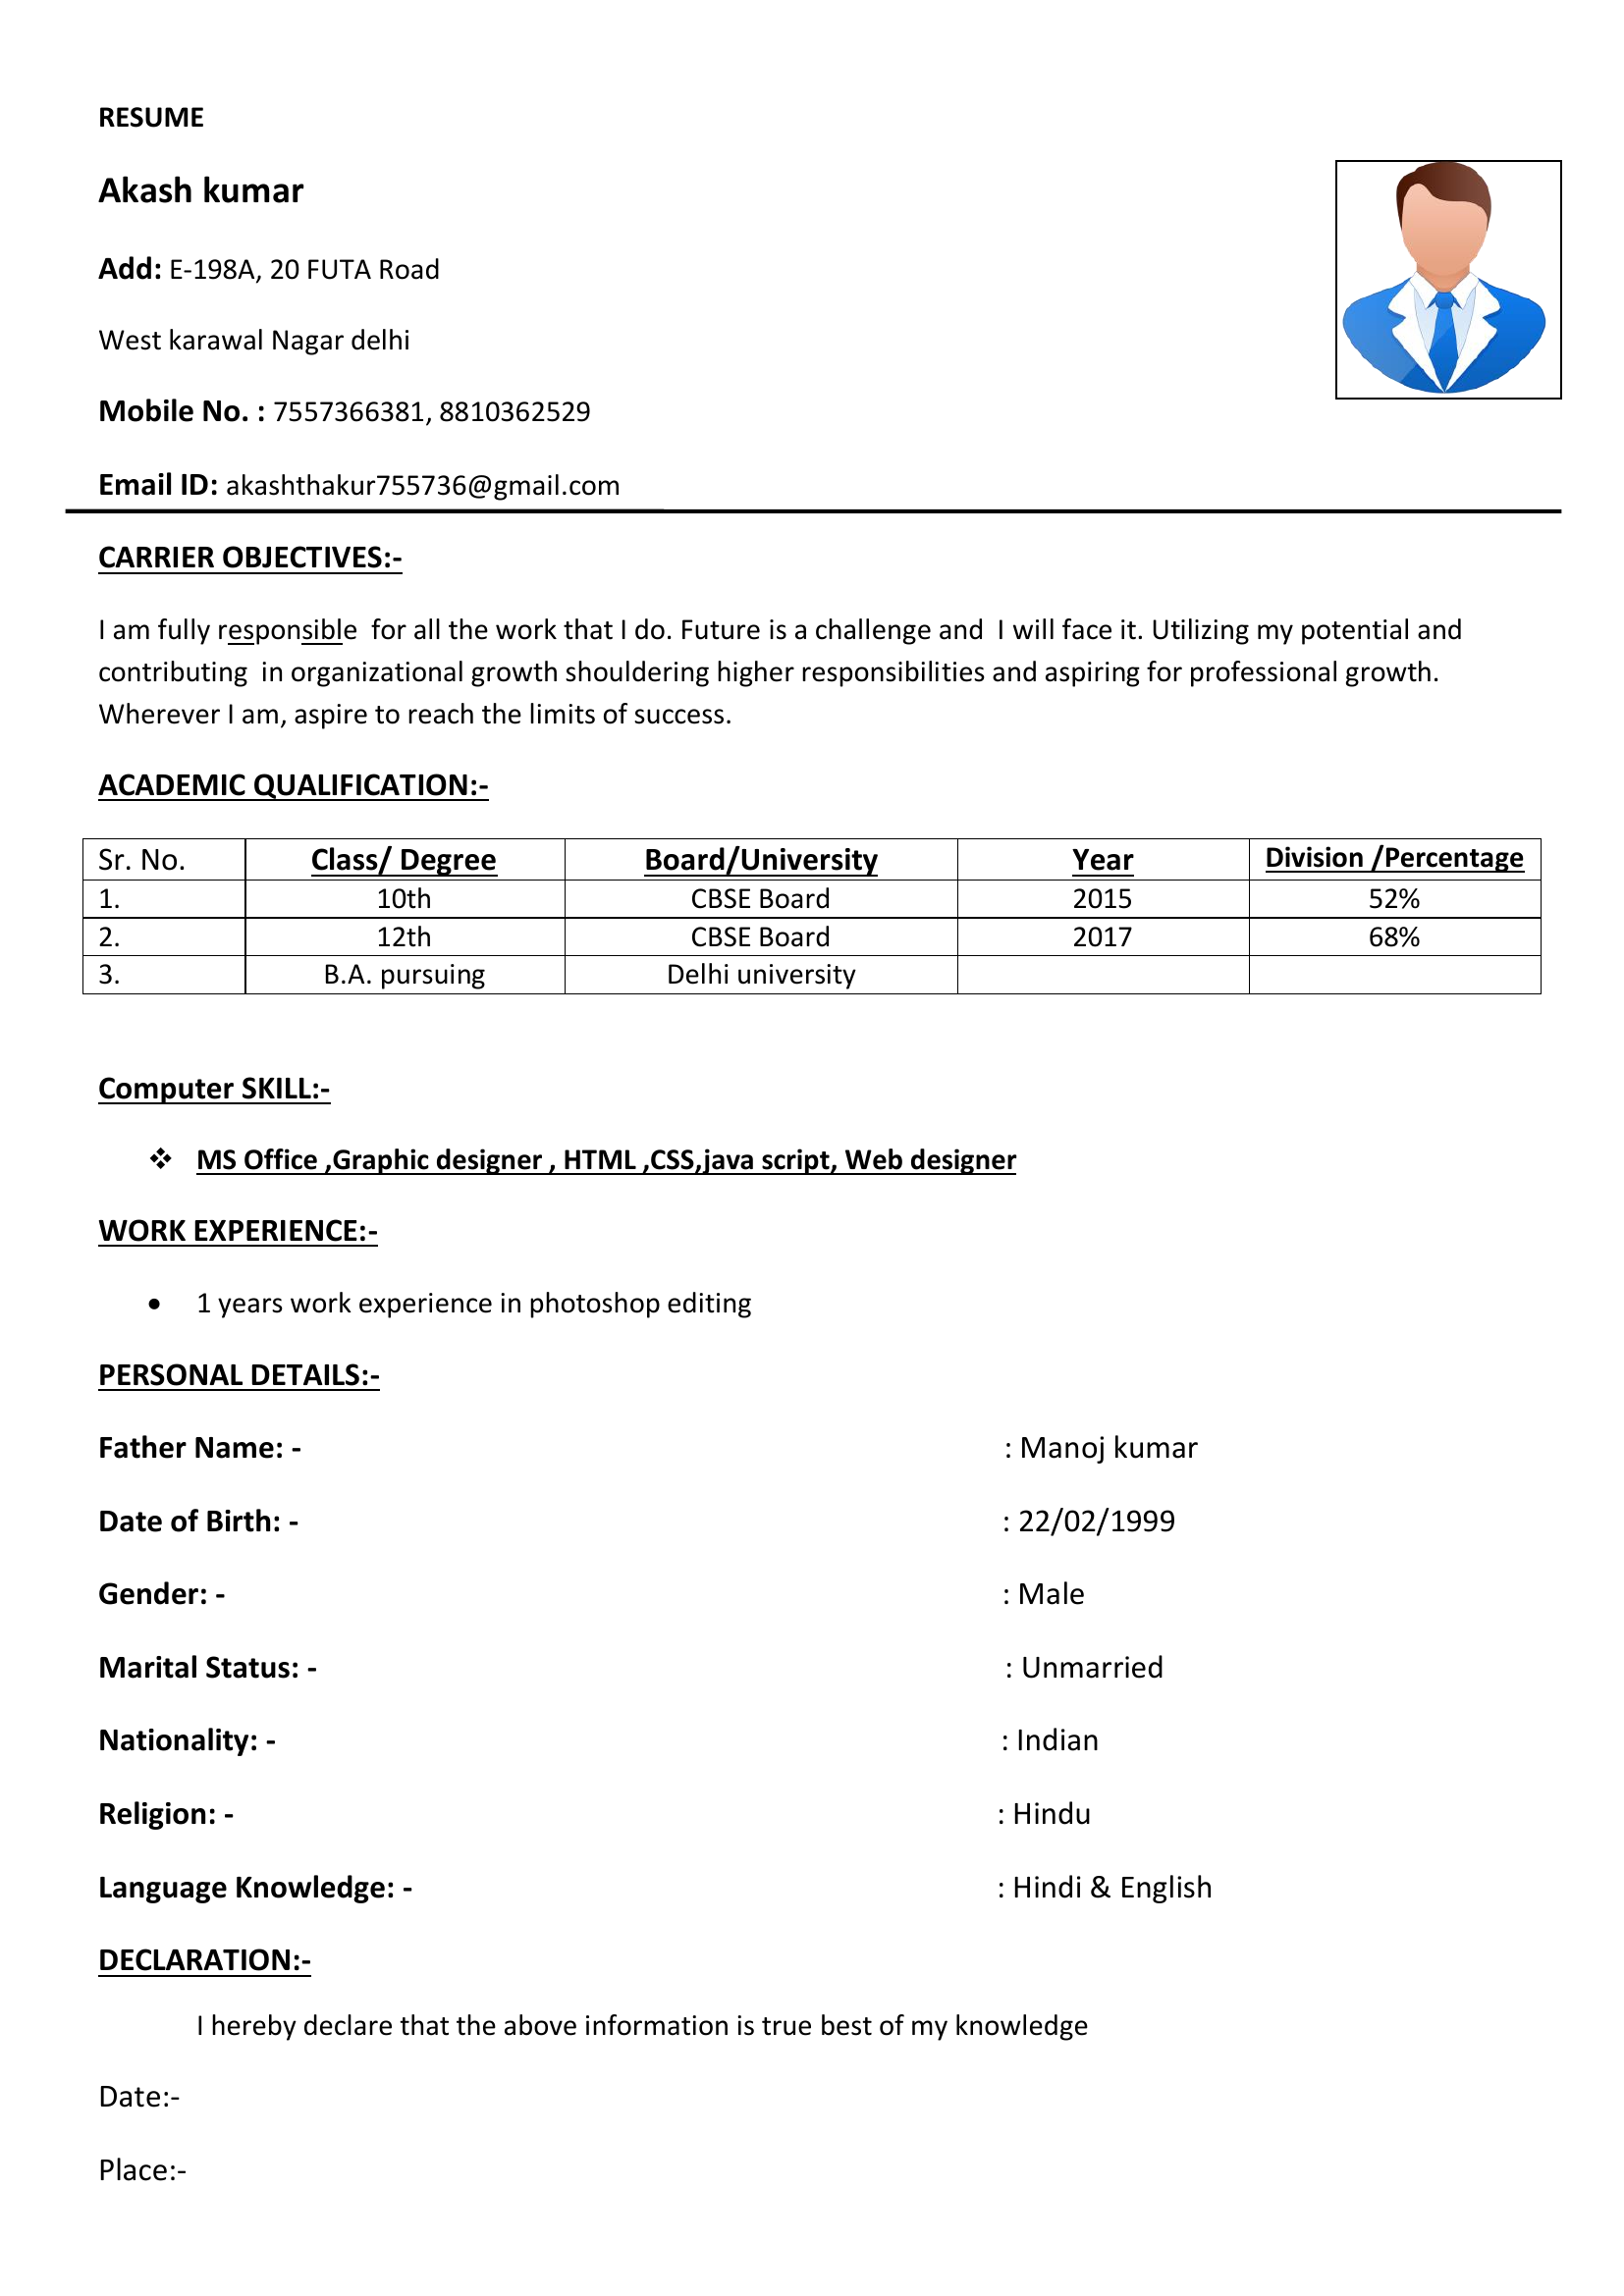 RESUME
Akash kumar
Add: E-198A, 20 FUTA Road
West karawal Nagar delhi
Mobile No. : 7557366381, 8810362529
Email ID: akashthakur755736@gmail.com
CARRIER OBJECTIVES:-
I am fully responsible  for all the work that I do. Future is a challenge and  I will face it. Utilizing my potential and
contributing  in organizational growth shouldering higher responsibilities and aspiring for professional growth.
Wherever I am, aspire to reach the limits of success.
ACADEMIC QUALIFICATION:-
Sr. No. Class/ Degree Board/University Year Division /Percentage
1. 10th CBSE Board 2015 52%
2. 12th CBSE Board 2017 68%
3. B.A. pursuing Delhi university
Computer SKILL:-
❖ MS Office ,Graphic designer , HTML ,CSS,java script, Web designer
WORK EXPERIENCE:-
• 1 years work experience in photoshop editing
PERSONAL DETAILS:-
Father Name: - : Manoj kumar
Date of Birth: - : 22/02/1999
Gender: - : Male
Marital Status: - : Unmarried
Nationality: - : Indian
Religion: - : Hindu
Language Knowledge: - : Hindi & English
DECLARATION:-
I hereby declare that the above information is true best of my knowledge
Date:-
Place:-